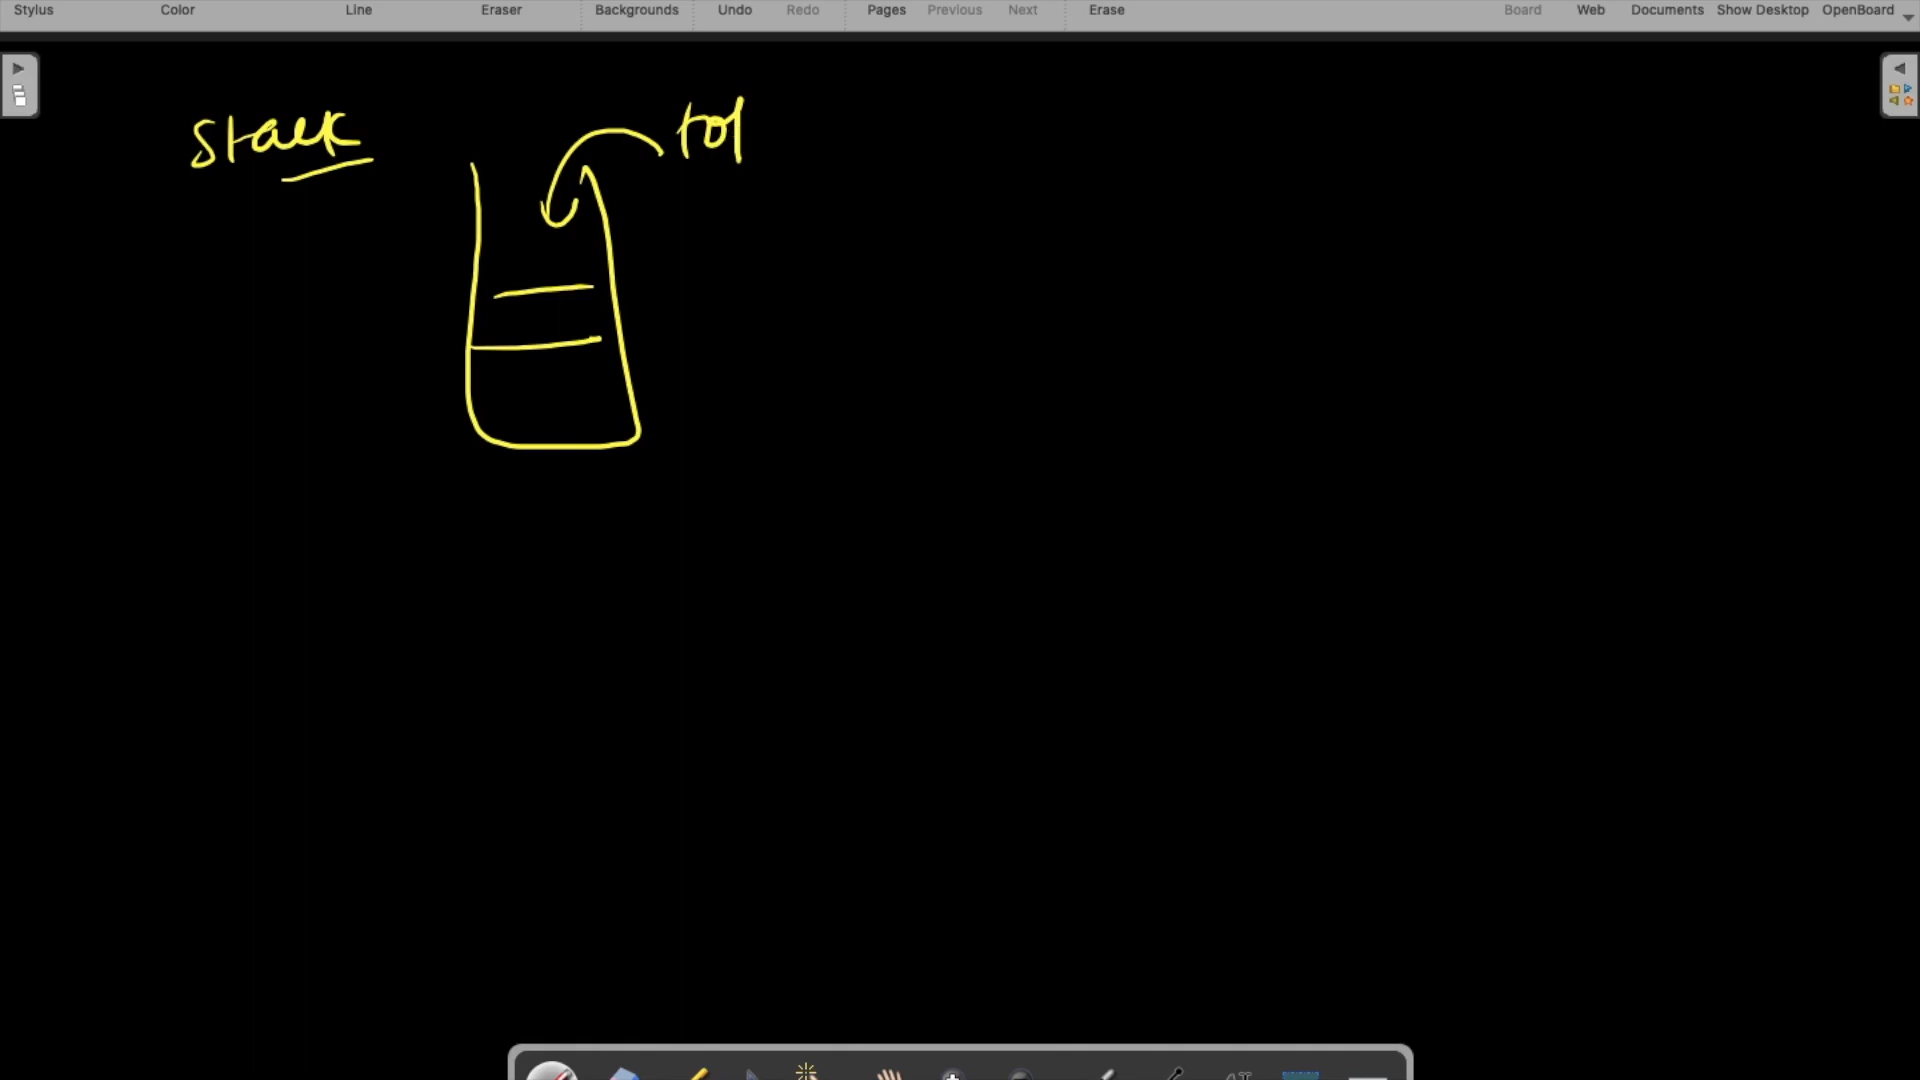 Stylus Color Line Eraser Backgrounds Undo Redo Pages Previous Next Erase Board Web Documents Show Desktop OpenBoard
stack
top